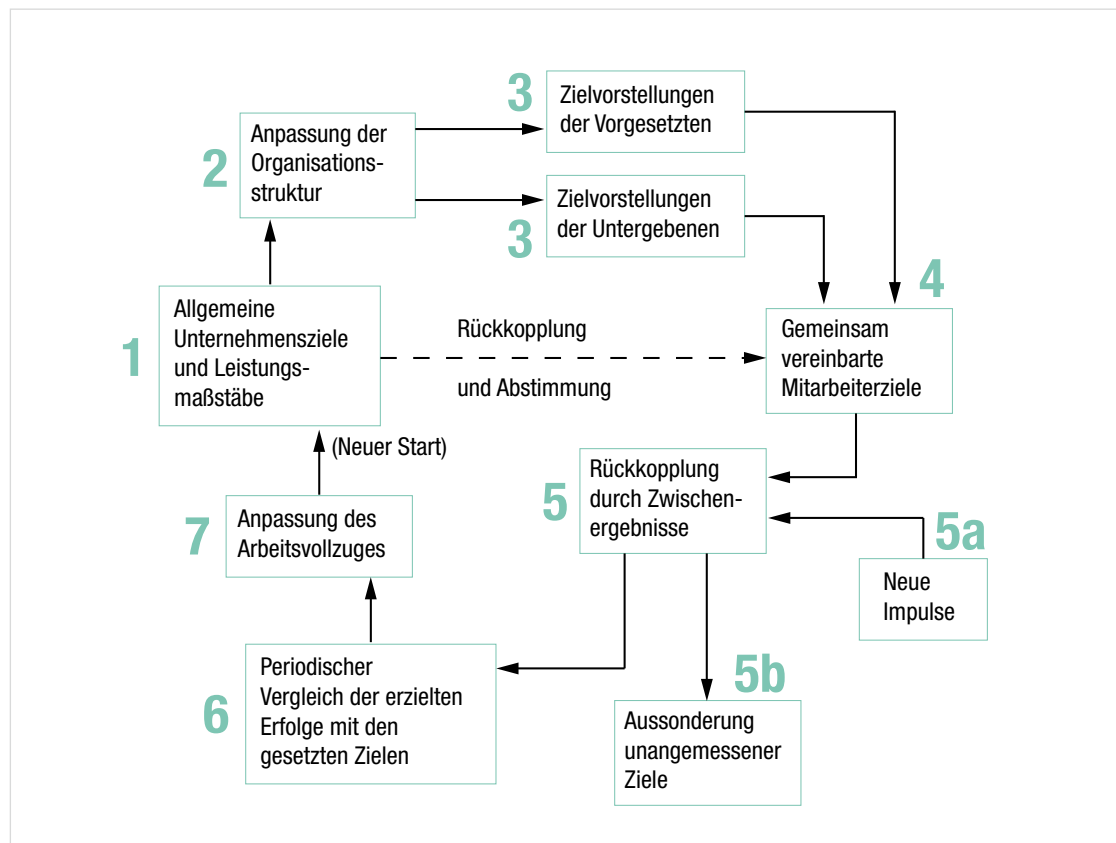 3
Zielvorstellungen
der Vorgesetzten
2
Anpassung der
Organisations-
struktur
3
Zielvorstellungen
der Untergebenen
4
Gemeinsam
vereinbarte
Mitarbeiterziele
1
Allgemeine
Unternehmensziele
und Leistungs-
maßstäbe
Rückkopplung
und Abstimmung
(Neuer Start)
5
Rückkopplung
durch Zwischen-
ergebnisse
5a
Neue
Impulse
7
Anpassung des
Arbeitsvollzuges
6
Periodischer
Vergleich der erzielten
Erfolge mit den
gesetzten Zielen
5b
Aussonderung
unangemessener
Ziele